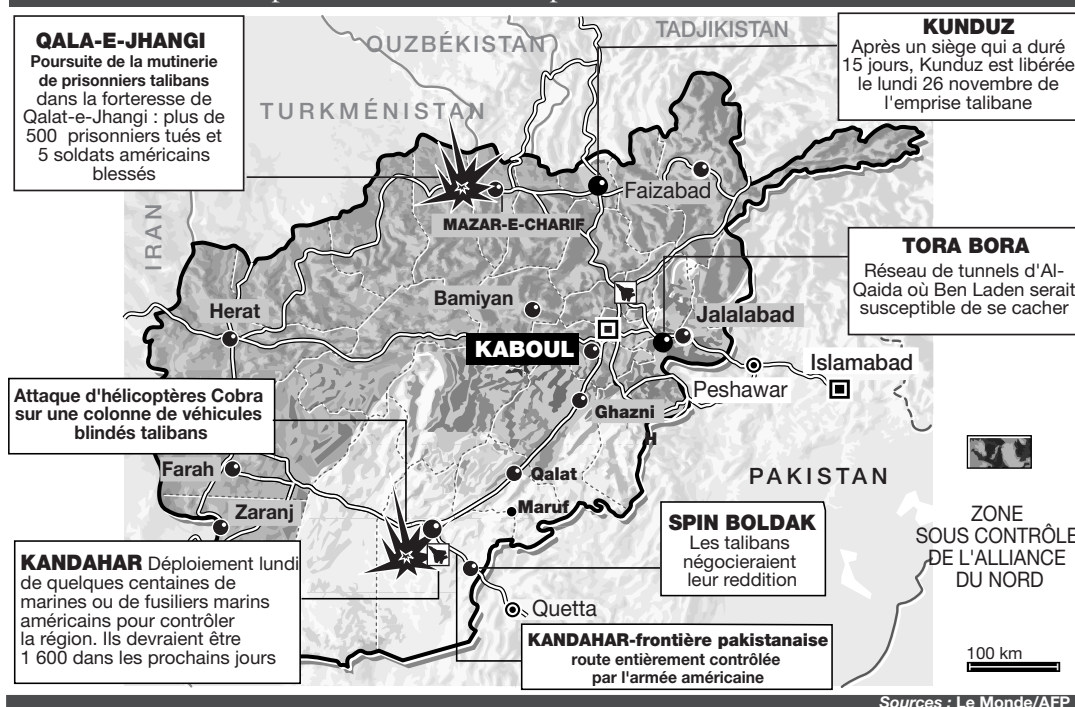 QALA-E-JHANGI
Poursuite de la mutinerie
de prisonniers talibans
dans la forteresse de
Qalat-e-Jhangi : plus de
500 prisonniers tués et
5 soldats américains
blessés
OUZBÉKISTAN
TADJIKISTAN
KUNDUZ
Après un siège qui a duré
15 jours, Kunduz est libérée
le lundi 26 novembre de
l'emprise talibane
TURKMÉNISTAN
IRAN
Faizabad
MAZAR-E-CHARIF
TORA BORA
Réseau de tunnels d'Al-
Qaida où Ben Laden serait
susceptible de se cacher
Herat
Bamiyan
Jalalabad
KABOUL
Islamabad
Peshawar
Attaque d'hélicoptères Cobra
sur une colonne de véhicules
blindés talibans
Ghazni
H
Farah
Qalat
PAKISTAN
Zaranj
Maruf
SPIN BOLDAK
Les talibans
négocieraient
leur reddition
ZONE
SOUS CONTRÔLE
DE L'ALLIANCE
DU NORD
KANDAHAR Déploiement lundi
de quelques centaines de
marines ou de fusiliers marins
américains pour contrôler
la région. Ils devraient être
1 600 dans les prochains jours
Quetta
KANDAHAR-frontière pakistanaise
route entièrement contrôlée
par l'armée américaine
100 km
Sources : Le Monde/AFP